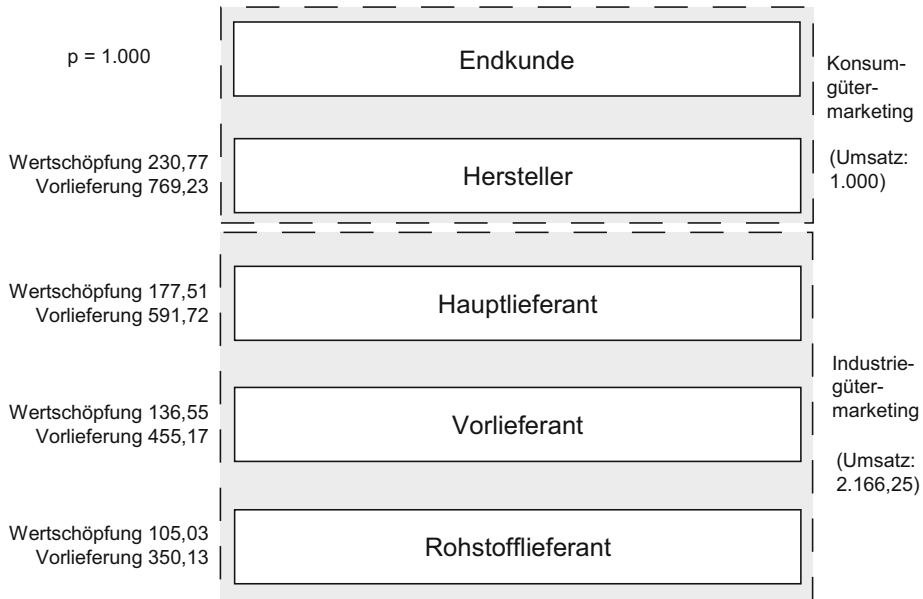 p = 1.000
Endkunde
Konsum-
güter-
marketing
(Umsatz:
1.000)
Wertschöpfung 230,77
Vorlieferung 769,23
Hersteller
Wertschöpfung 177,51
Vorlieferung 591,72
Hauptlieferant
Industrie-
güter-
marketing
(Umsatz:
2.166,25)
Wertschöpfung 136,55
Vorlieferung 455,17
Vorlieferant
Wertschöpfung 105,03
Vorlieferung 350,13
Rohstofflieferant